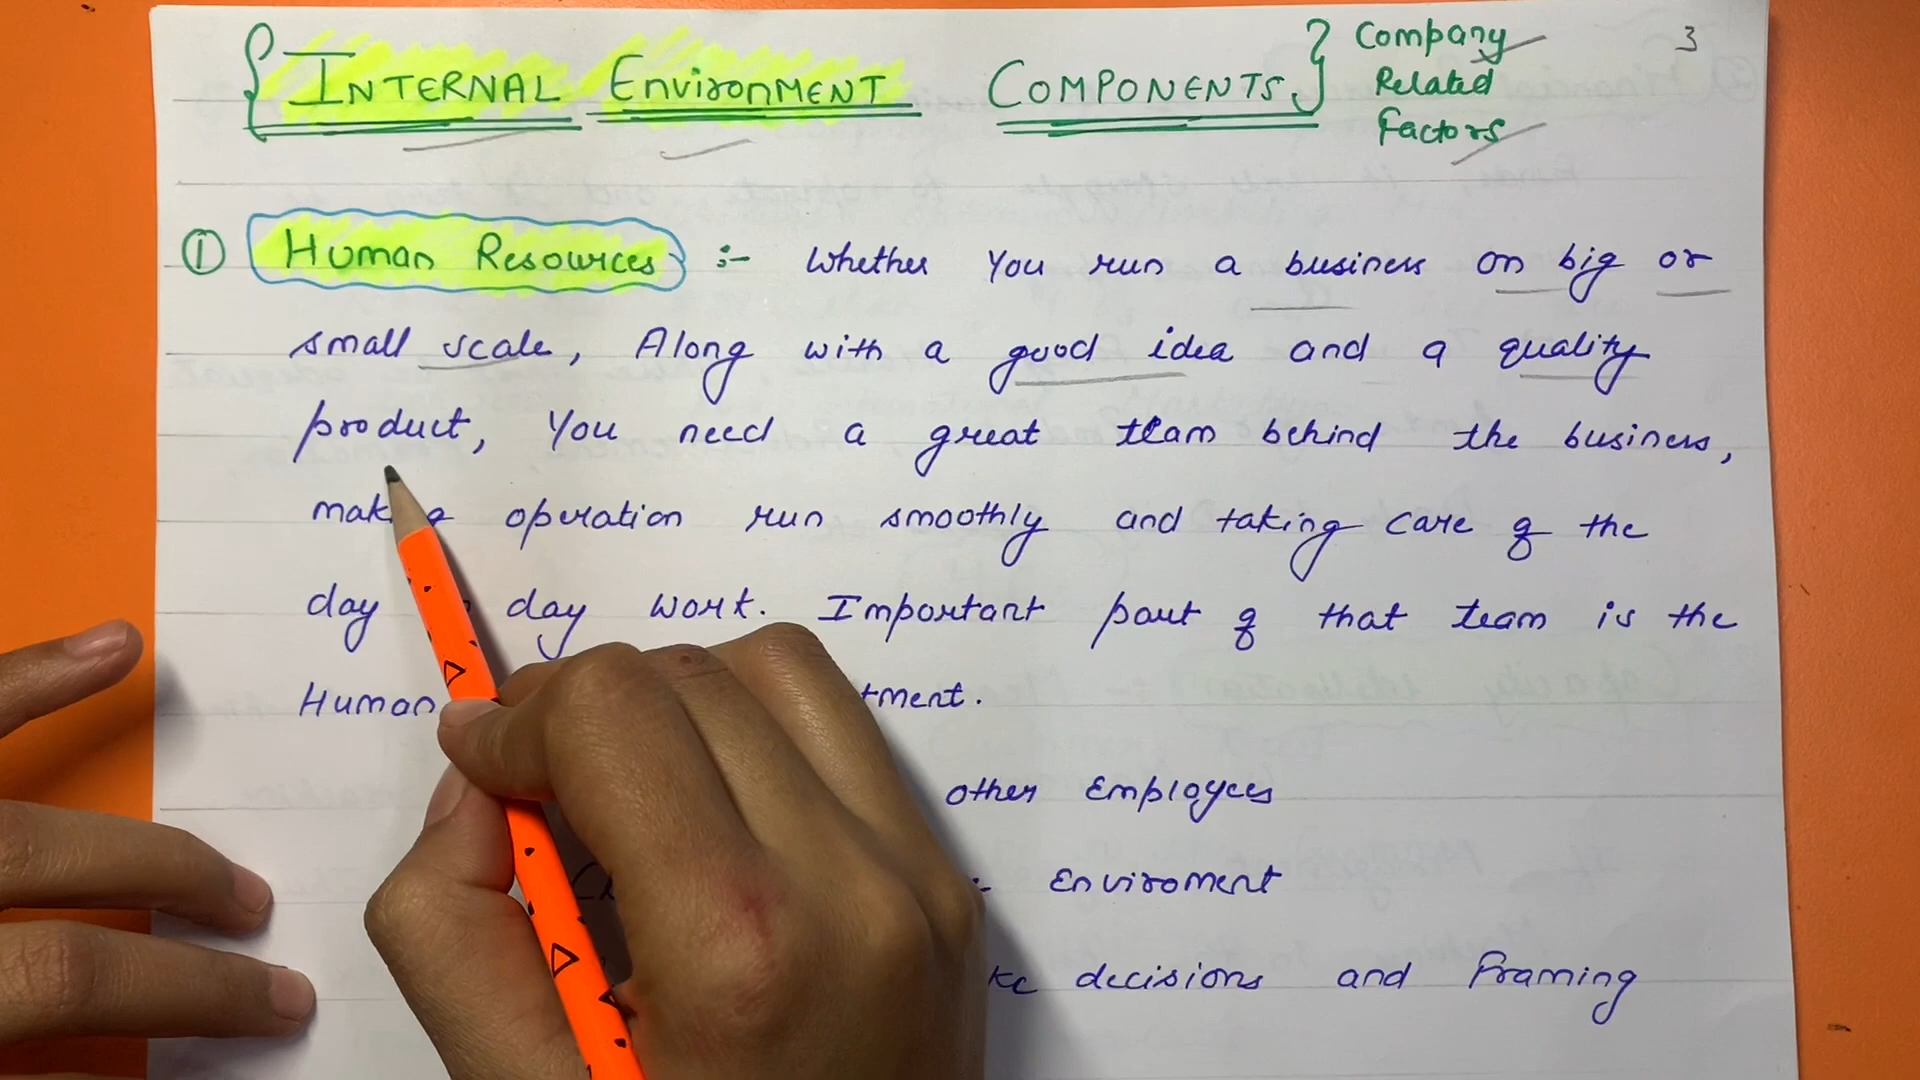 {INTERNAL EnvironMENT COMPONENTS.} Company Related Factors
3
① Human Resources :- Whether You run a business on big or
small scale, Along with a good idea and a quality
product, You need a great team behind the business,
operation run smoothly and taking care of the
day day work. Important part of that team is the
Human
other Employees
:- Enviroment
decisions and Framing